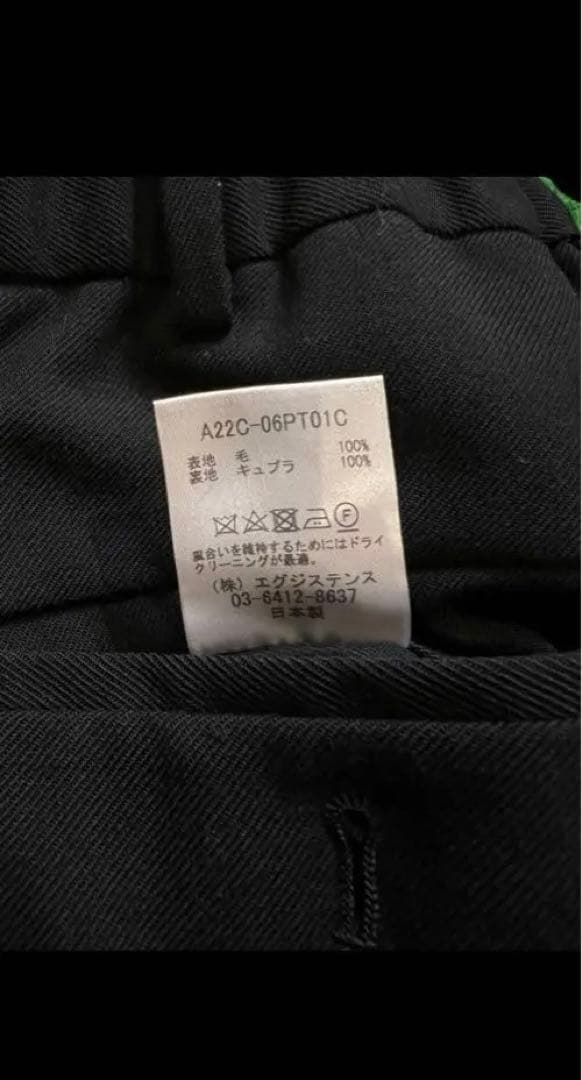 A22C-06PT01C
表地 毛 100%
裏地 キュプラ 100%
F
風合いを維持するためにはドライ
クリーニングが最適。
(株) エグジステンス
03-6412-8637
日本製